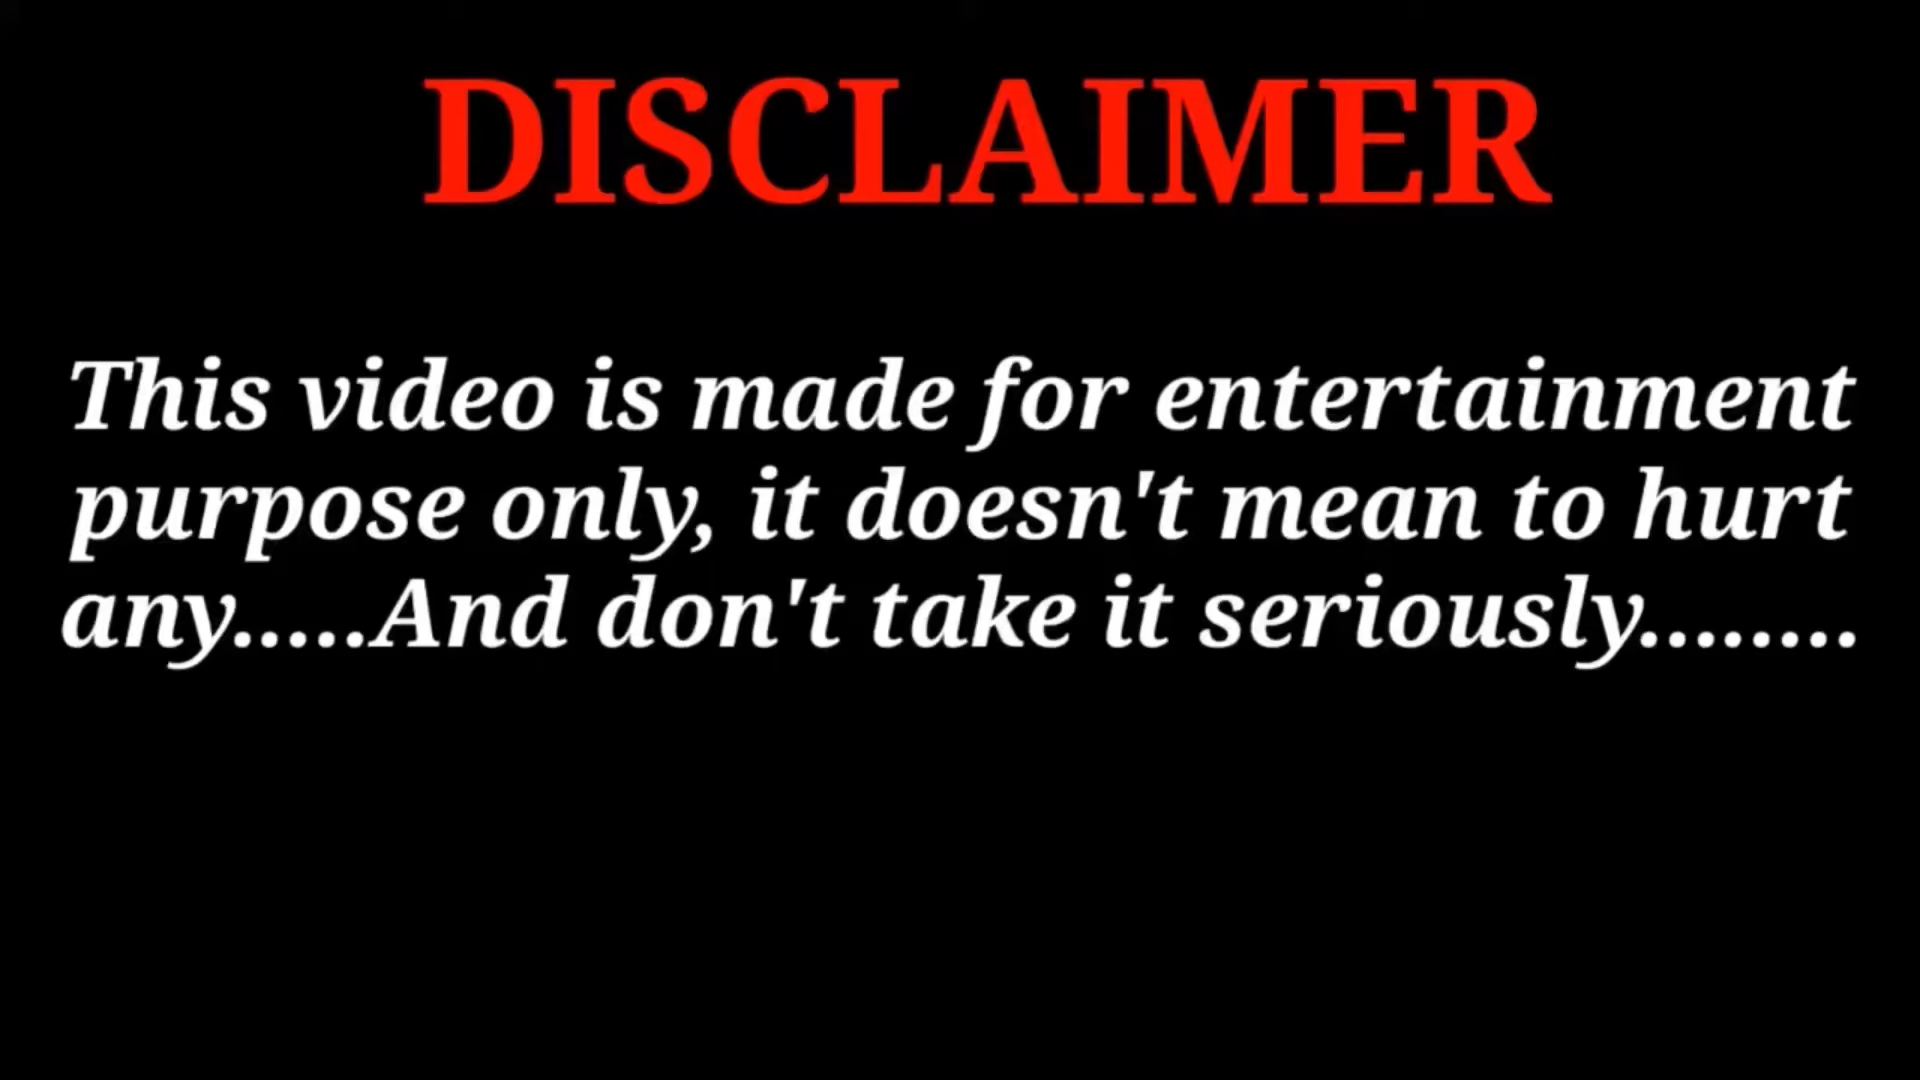 DISCLAIMER
This video is made for entertainment
purpose only, it doesn't mean to hurt
any.....And don't take it seriously........